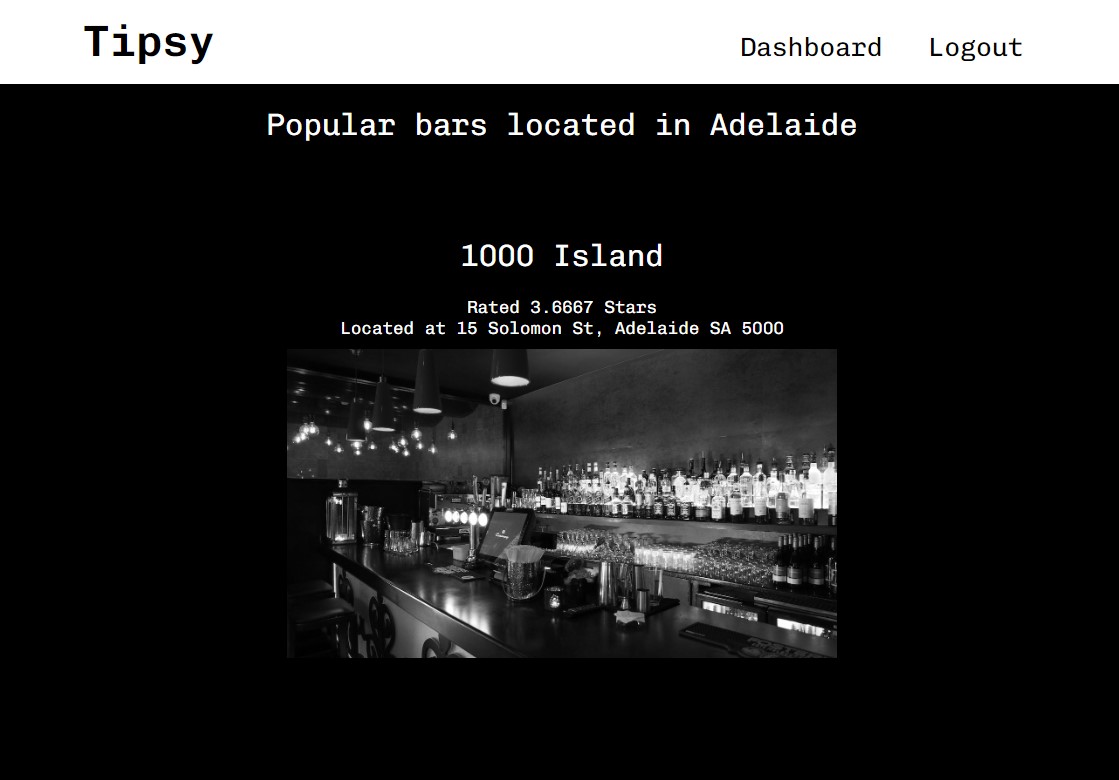 Tipsy
Dashboard Logout
Popular bars located in Adelaide
1000 Island
Rated 3.6667 Stars
Located at 15 Solomon St, Adelaide SA 5000